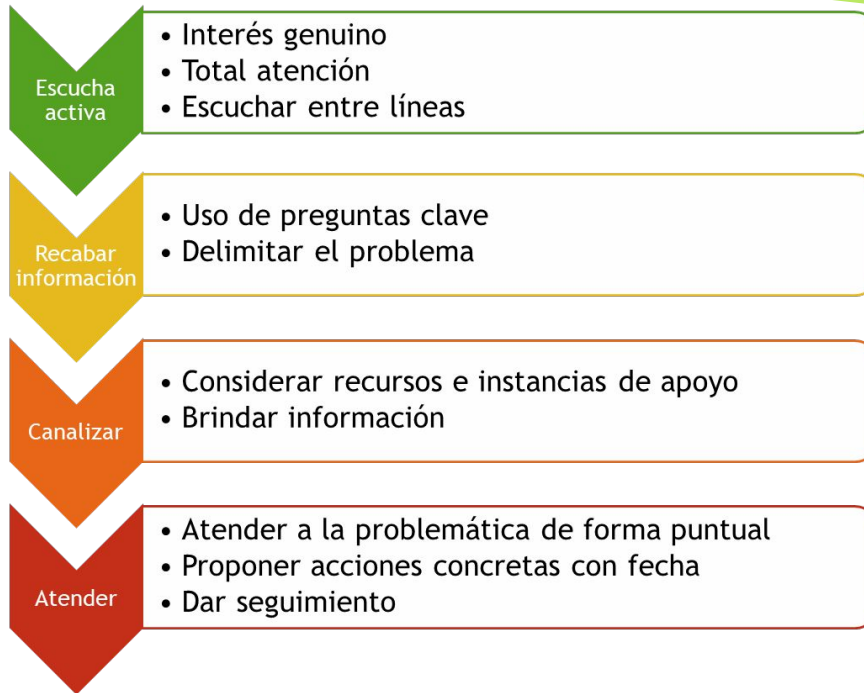 Escucha
activa
• Interés genuino
• Total atención
• Escuchar entre líneas
Recabar
información
• Uso de preguntas clave
• Delimitar el problema
Canalizar
• Considerar recursos e instancias de apoyo
• Brindar información
Atender
• Atender a la problemática de forma puntual
• Proponer acciones concretas con fecha
• Dar seguimiento